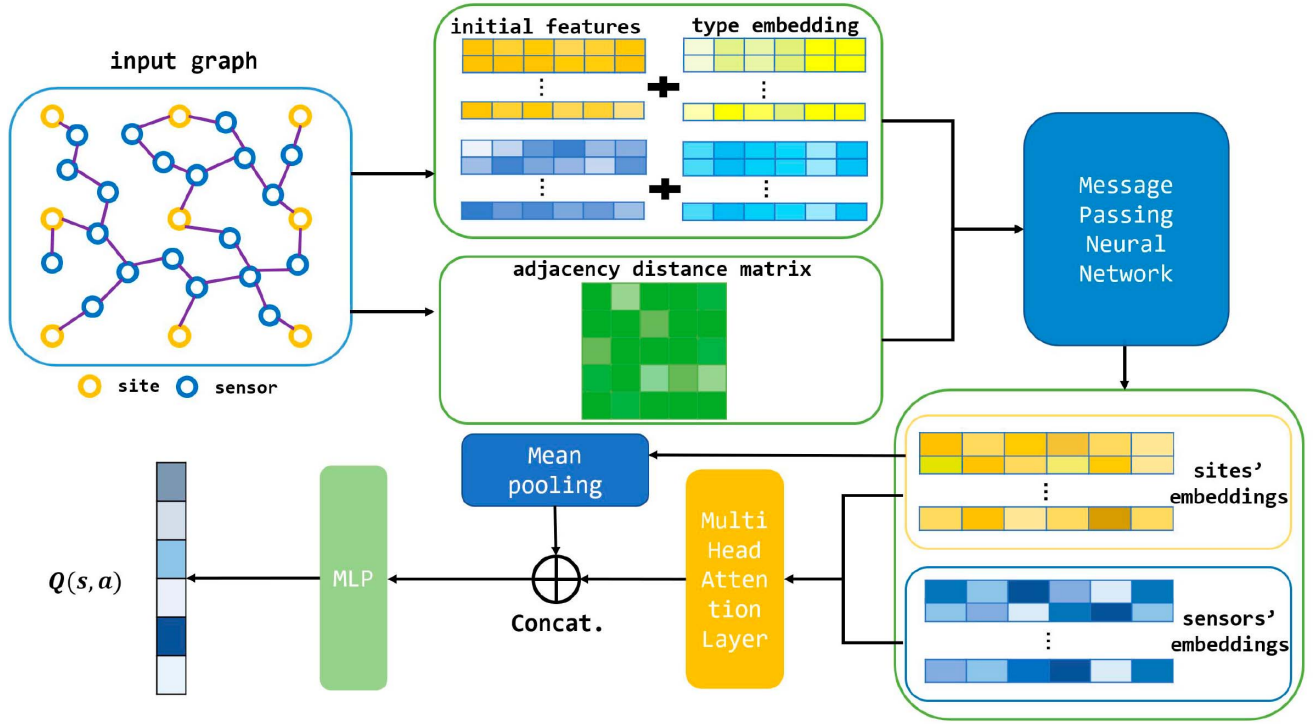 input graph
site
sensor
initial features
type embedding
adjacency distance matrix
Message
Passing
Neural
Network
sites'
embeddings
sensors'
embeddings
Mean
pooling
Multi
Head
Atten
tion
Layer
Concat.
MLP
Q(s,a)